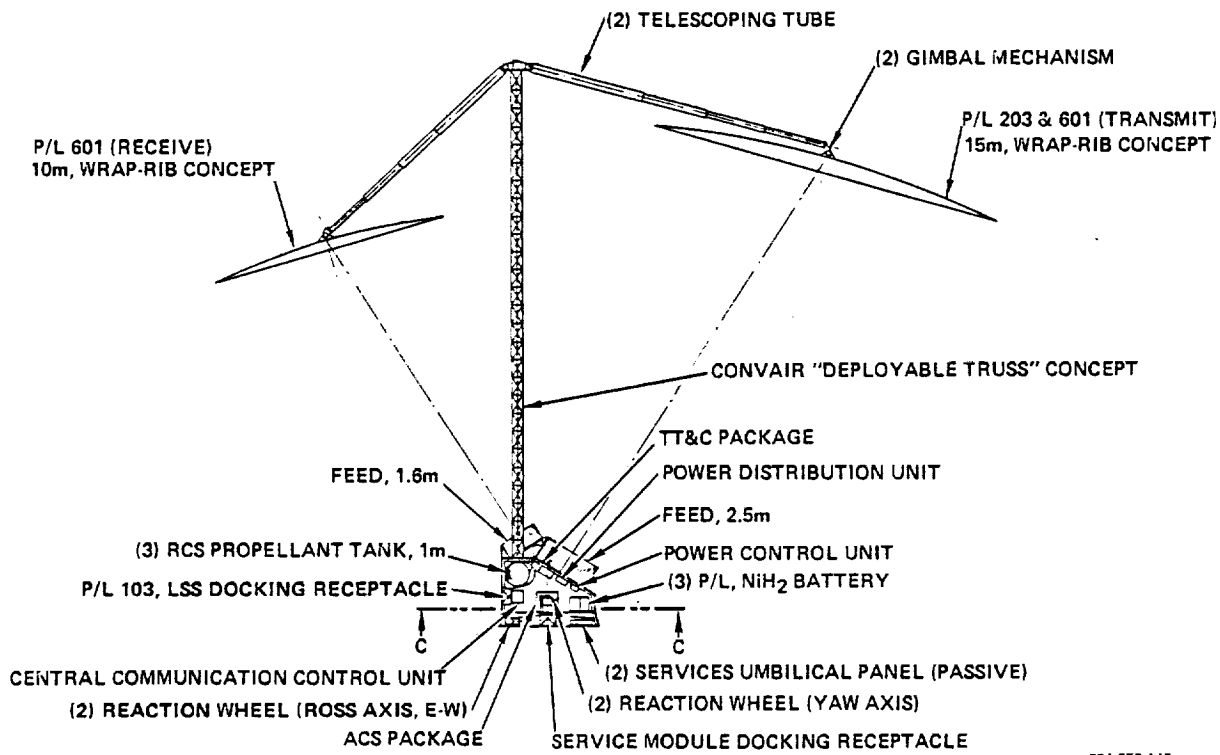 (2) TELESCOPING TUBE
(2) GIMBAL MECHANISM
P/L 203 & 601 (TRANSMIT)
15m, WRAP-RIB CONCEPT
P/L 601 (RECEIVE)
10m, WRAP-RIB CONCEPT
CONVAIR "DEPLOYABLE TRUSS" CONCEPT
TT&C PACKAGE
POWER DISTRIBUTION UNIT
FEED, 1.6m
FEED, 2.5m
(3) RCS PROPELLANT TANK, 1m
POWER CONTROL UNIT
P/L 103, LSS DOCKING RECEPTACLE
(3) P/L, NiH2 BATTERY
C
C
CENTRAL COMMUNICATION CONTROL UNIT
(2) SERVICES UMBILICAL PANEL (PASSIVE)
(2) REACTION WHEEL (ROSS AXIS, E-W)
(2) REACTION WHEEL (YAW AXIS)
ACS PACKAGE
SERVICE MODULE DOCKING RECEPTACLE